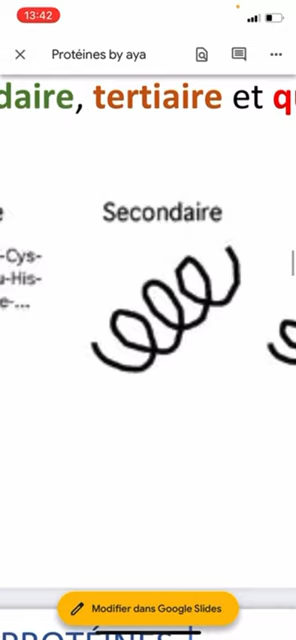 13:42
Protéines by aya
daire, tertiaire et q
Secondaire
-Cys-
-His-
e-...
Modifier dans Google Slides
PROTÉINES